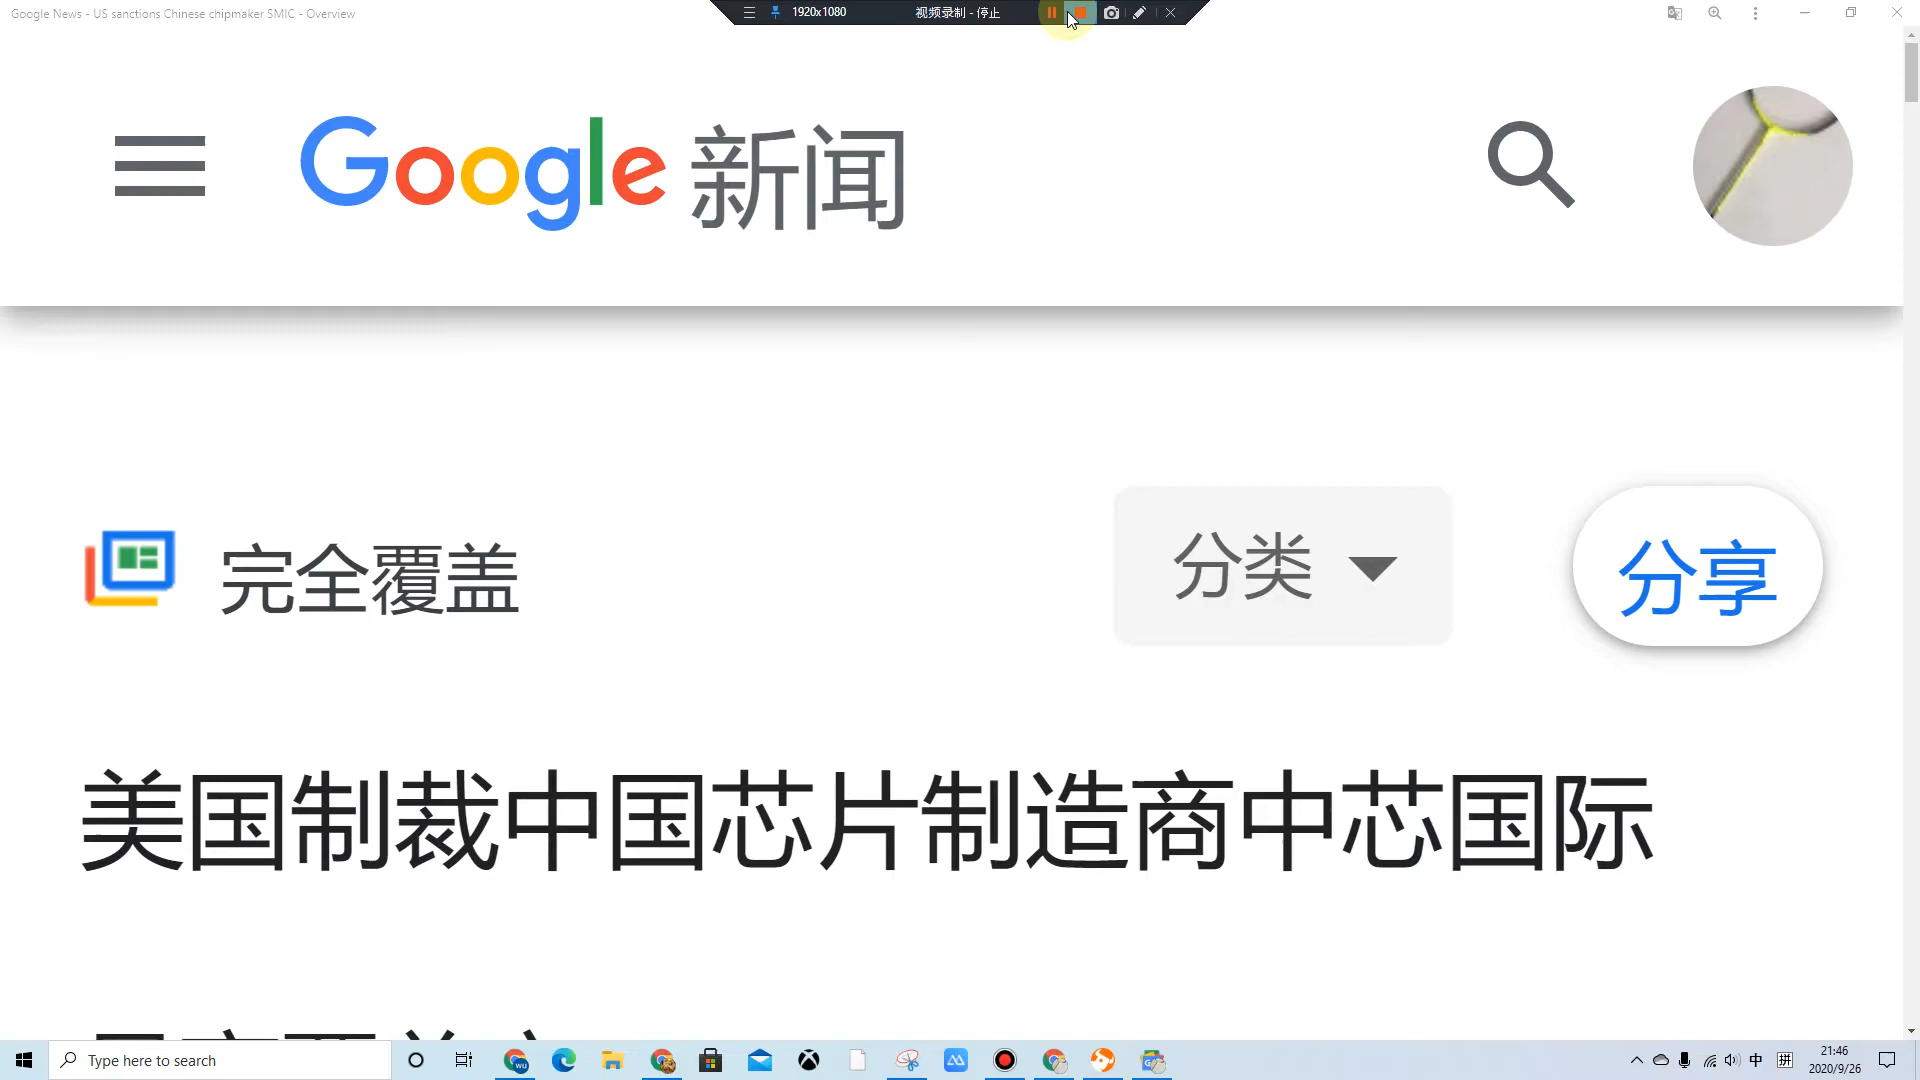 Google News - US sanctions Chinese chipmaker SMIC - Overview
1920x1080
视频录制 - 停止
Google 新闻
完全覆盖
分类
分享
美国制裁中国芯片制造商中芯国际
Type here to search
wu
中
拼
21:46
2020/9/26